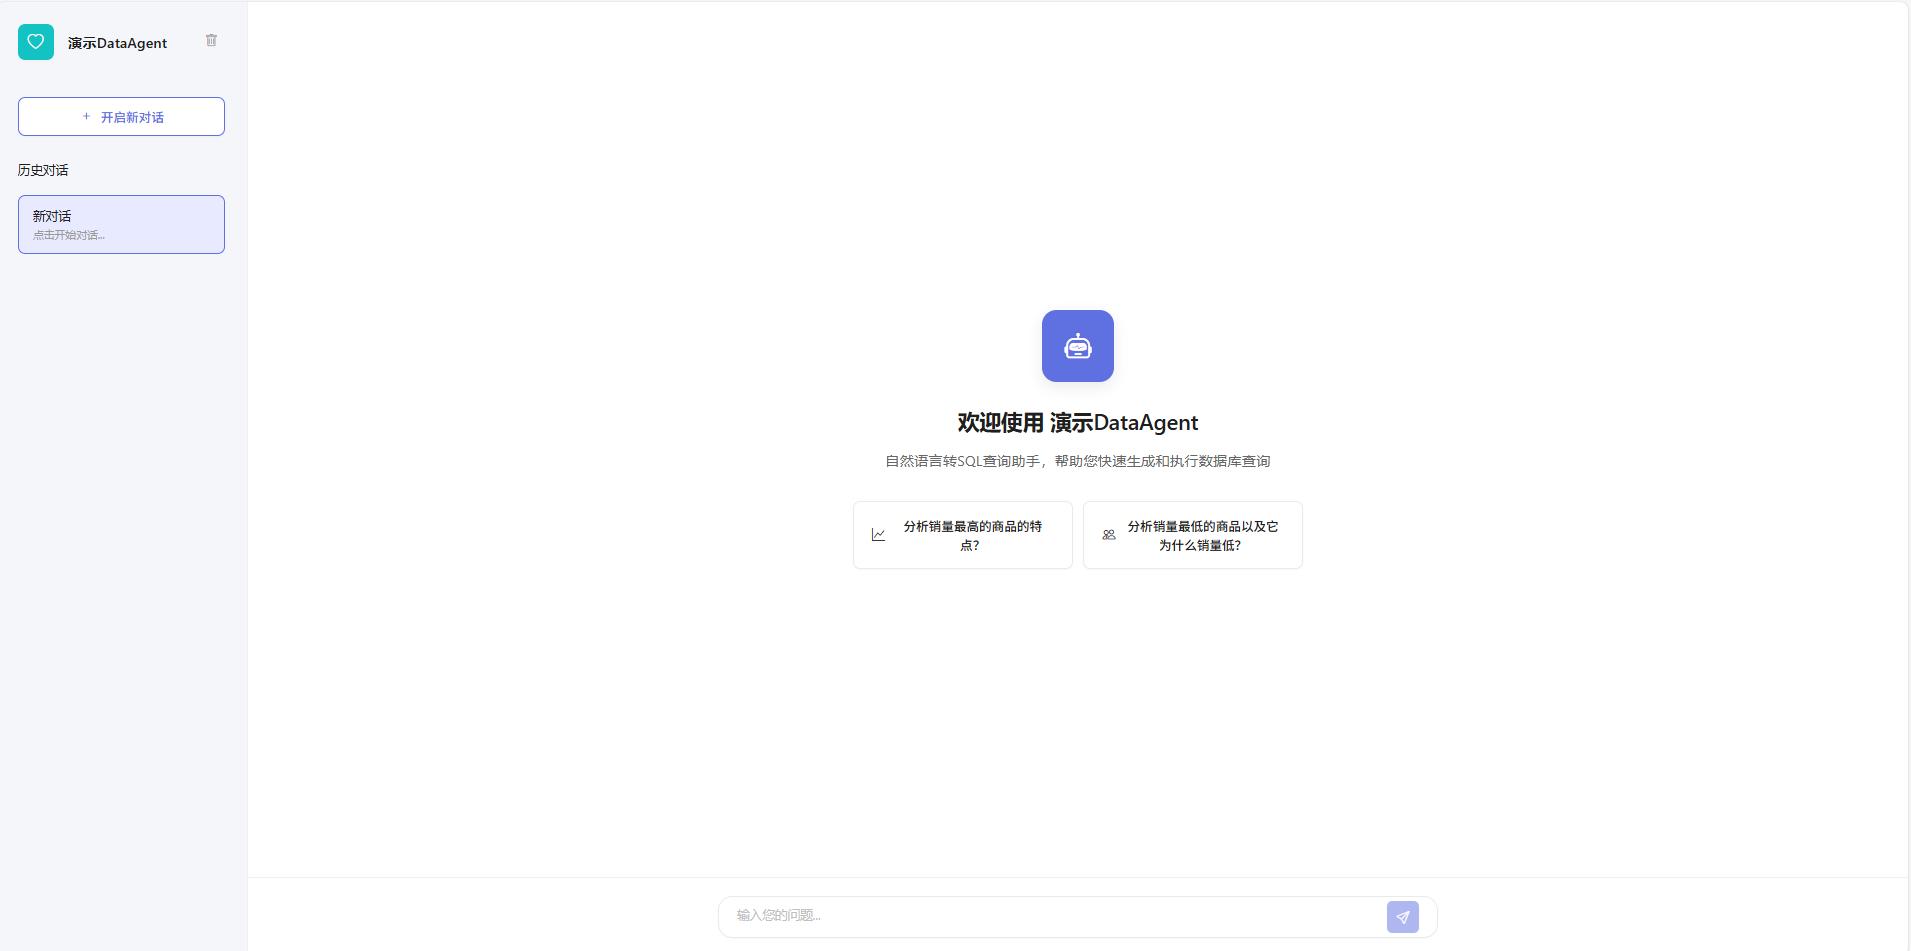 演示DataAgent
+ 开启新对话
历史对话
新对话
点击开始对话...
欢迎使用 演示DataAgent
自然语言转SQL查询助手，帮助您快速生成和执行数据库查询
分析销量最高的商品的特
点？
分析销量最低的商品以及它
为什么销量低？
输入您的问题...